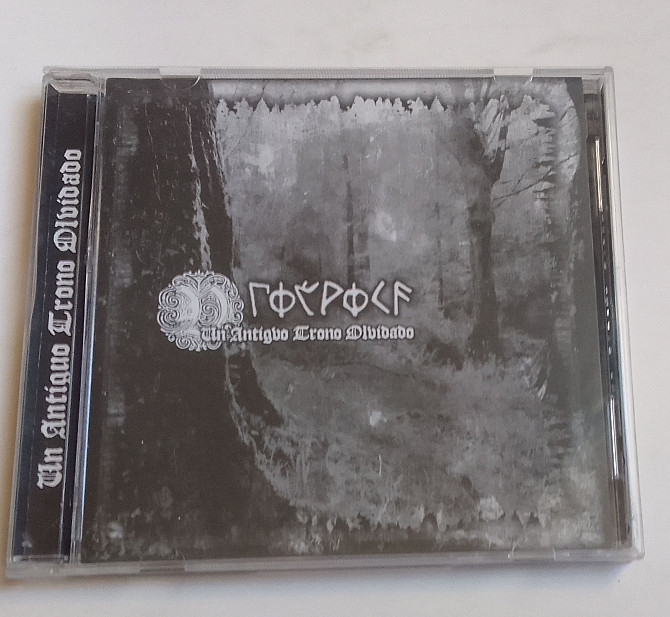 Un Antiguo Trono Olvidado
Un Antigvo Trono Olvidado